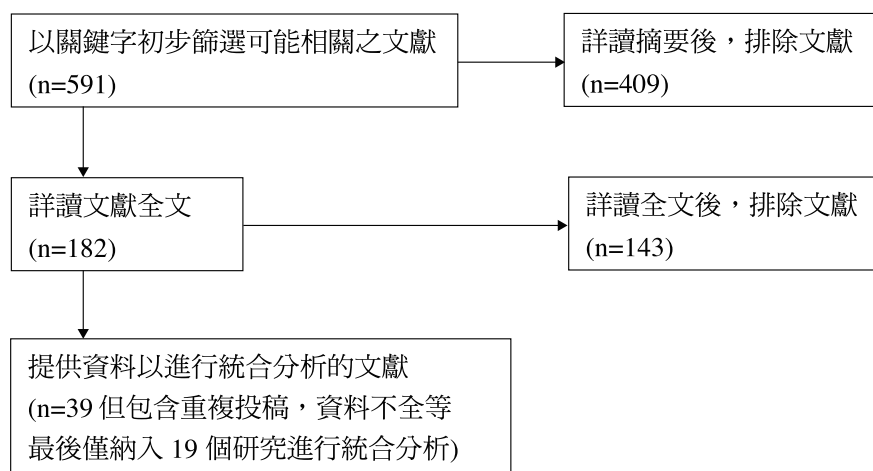 以關鍵字初步篩選可能相關之文獻
(n=591)
詳讀摘要後，排除文獻
(n=409)
詳讀文獻全文
(n=182)
詳讀全文後，排除文獻
(n=143)
提供資料以進行統合分析的文獻
(n=39 但包含重複投稿，資料不全等
最後僅納入 19 個研究進行統合分析)